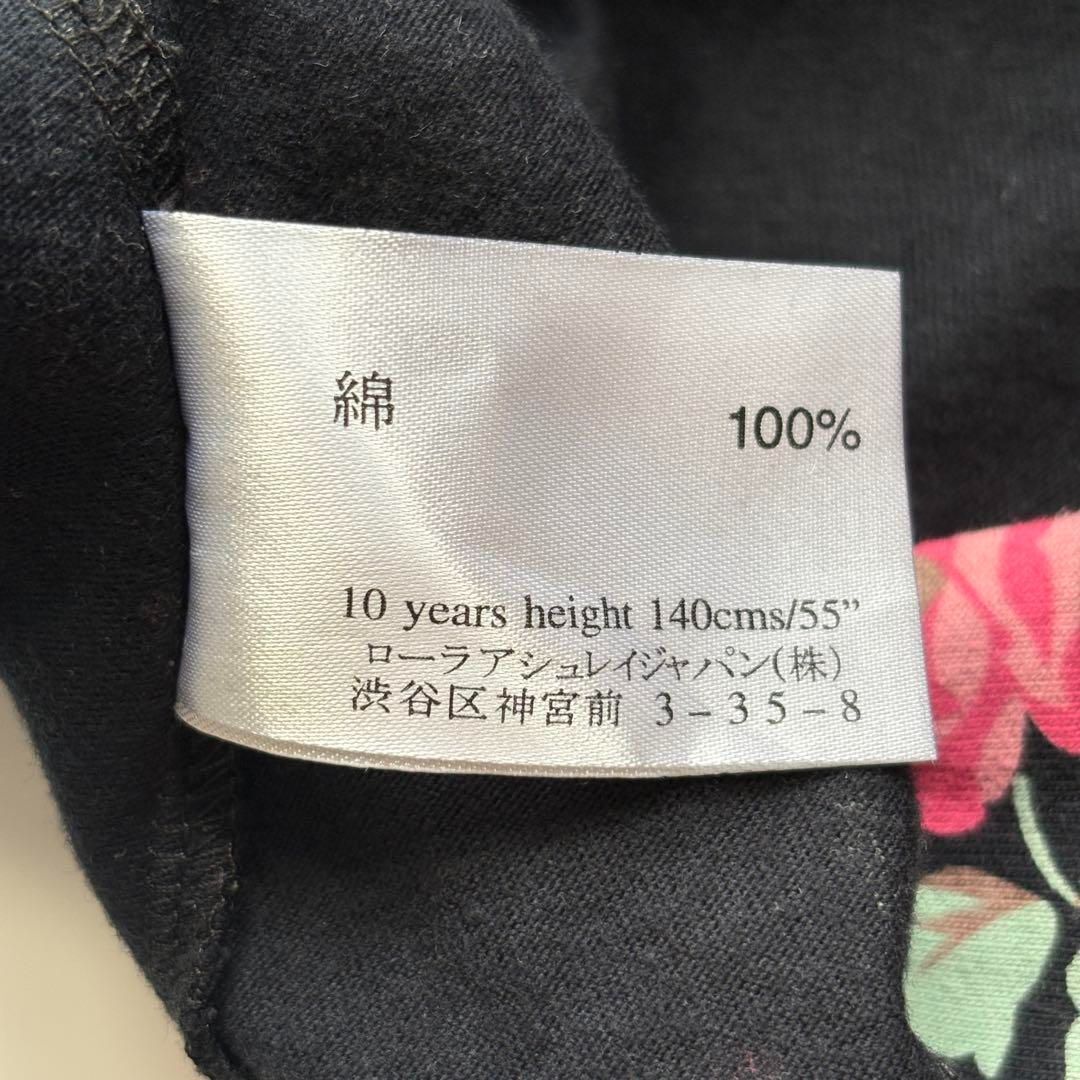 綿 100%
10 years height 140cms/55”
ローラアシュレイジャパン(株)
渋谷区神宮前 3－35－8